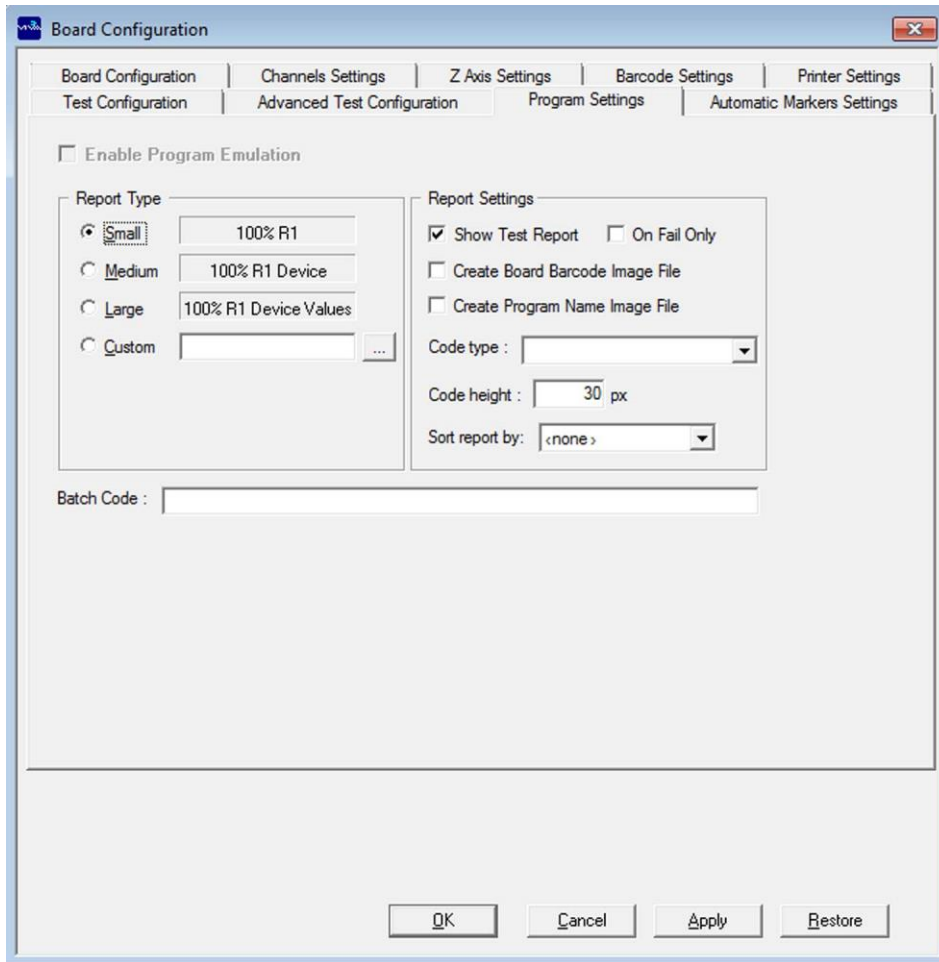 Board Configuration
Board Configuration Channels Settings Z Axis Settings Barcode Settings Printer Settings
Test Configuration Advanced Test Configuration Program Settings Automatic Markers Settings
Enable Program Emulation
Report Type
Small 100% R1
Medium 100% R1 Device
Large 100% R1 Device Values
Custom ...
Report Settings
Show Test Report On Fail Only
Create Board Barcode Image File
Create Program Name Image File
Code type :
Code height : 30 px
Sort report by: <none>
Batch Code :
OK Cancel Apply Restore